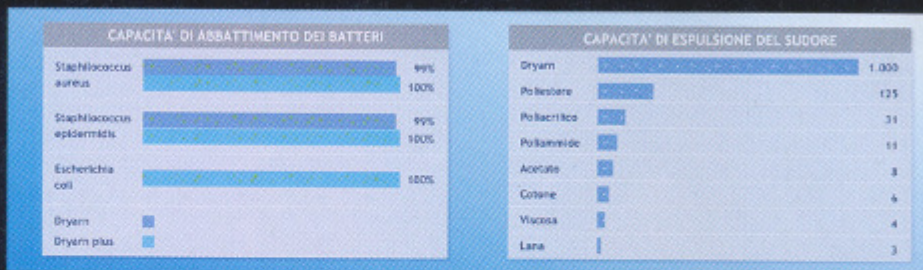 CAPACITA' DI ABBATTIMENTO DEI BATTERI
Staphilococcus 99%
aureus 100%
Staphilococcus 99%
epidermidis 100%
Escherichia
coli 100%
Dryarn
Dryarn plus
CAPACITA' DI ESPULSIONE DEL SUDORE
Dryarn 1.000
Poliestere 125
Poliacrilico 31
Poliammide 11
Acetato 8
Cotone 6
Viscosa 4
Lana 3